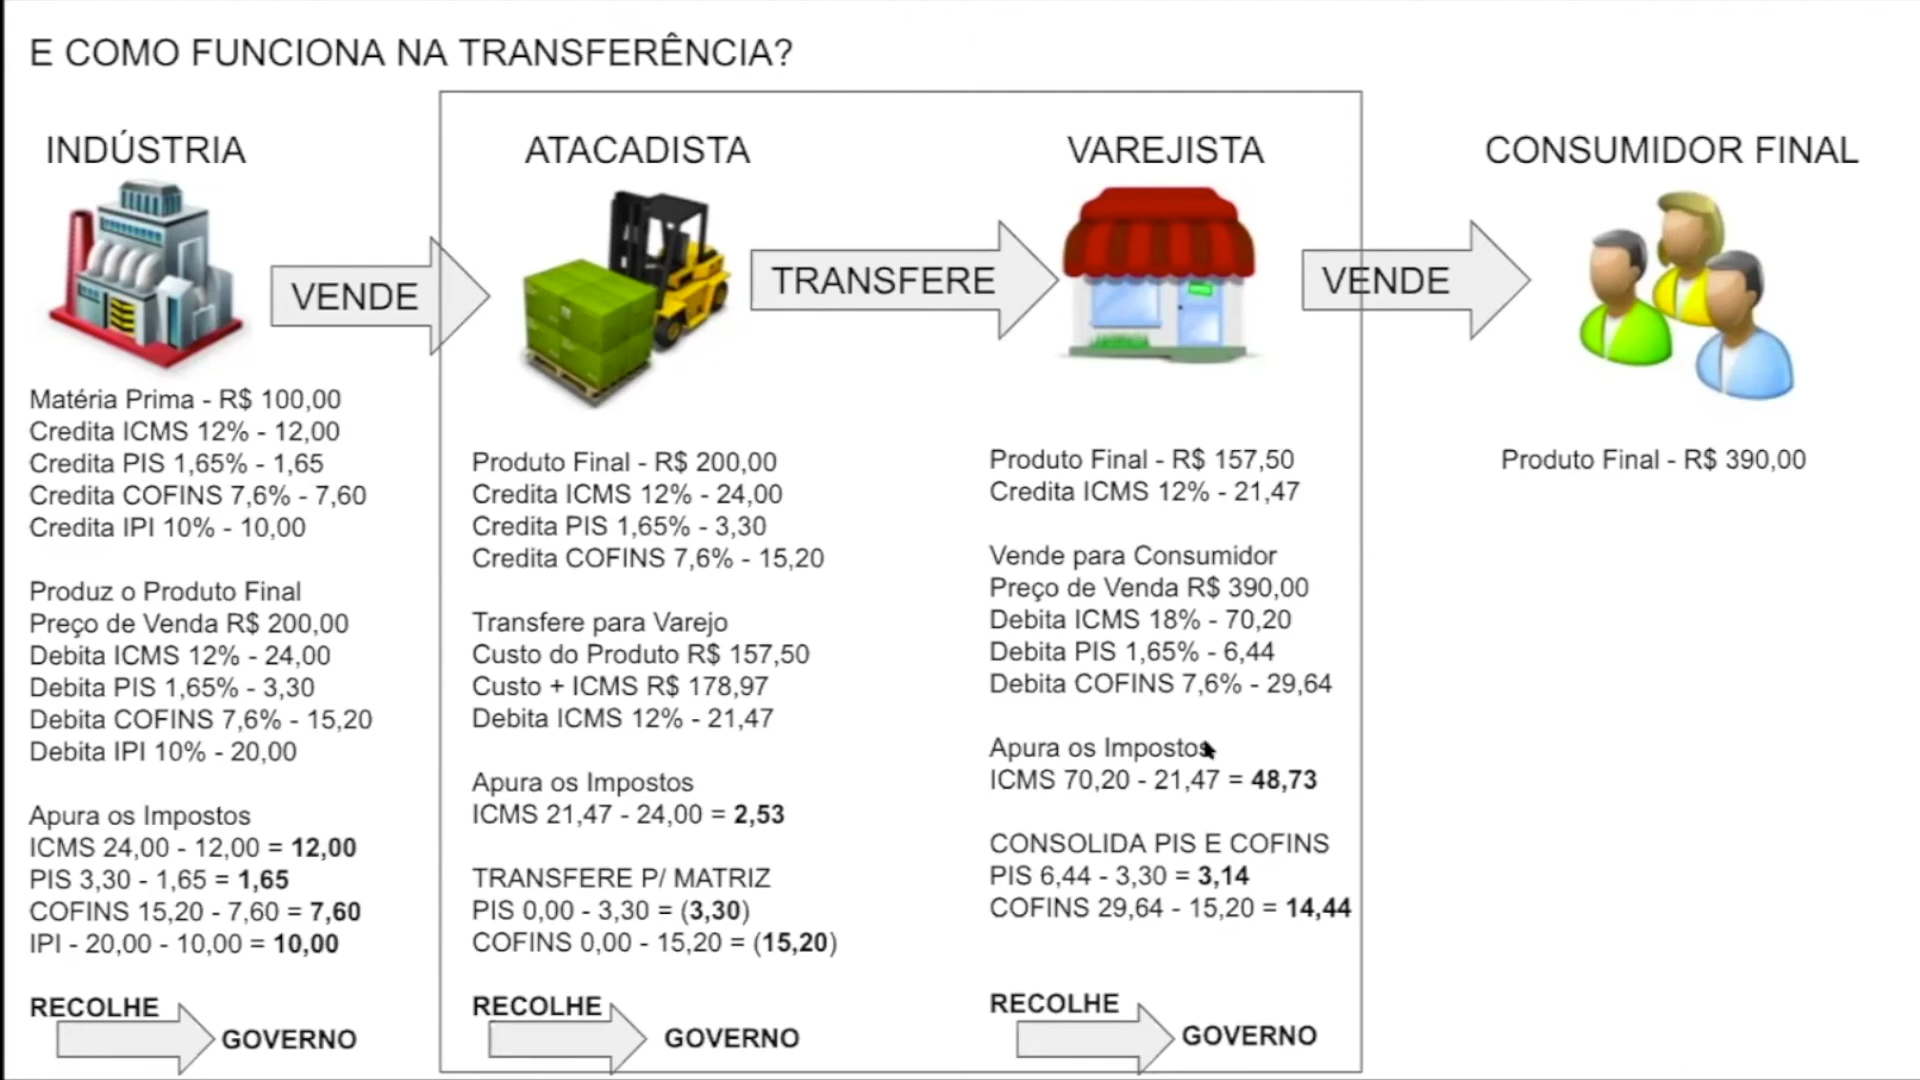 E COMO FUNCIONA NA TRANSFERÊNCIA?
INDÚSTRIA
VENDE
Matéria Prima - R$ 100,00
Credita ICMS 12% - 12,00
Credita PIS 1,65% - 1,65
Credita COFINS 7,6% - 7,60
Credita IPI 10% - 10,00
Produz o Produto Final
Preço de Venda R$ 200,00
Debita ICMS 12% - 24,00
Debita PIS 1,65% - 3,30
Debita COFINS 7,6% - 15,20
Debita IPI 10% - 20,00
Apura os Impostos
ICMS 24,00 - 12,00 = 12,00
PIS 3,30 - 1,65 = 1,65
COFINS 15,20 - 7,60 = 7,60
IPI - 20,00 - 10,00 = 10,00
RECOLHE
GOVERNO
ATACADISTA
TRANSFERE
Produto Final - R$ 200,00
Credita ICMS 12% - 24,00
Credita PIS 1,65% - 3,30
Credita COFINS 7,6% - 15,20
Transfere para Varejo
Custo do Produto R$ 157,50
Custo + ICMS R$ 178,97
Debita ICMS 12% - 21,47
Apura os Impostos
ICMS 21,47 - 24,00 = 2,53
TRANSFERE P/ MATRIZ
PIS 0,00 - 3,30 = (3,30)
COFINS 0,00 - 15,20 = (15,20)
RECOLHE
GOVERNO
VAREJISTA
VENDE
Produto Final - R$ 157,50
Credita ICMS 12% - 21,47
Vende para Consumidor
Preço de Venda R$ 390,00
Debita ICMS 18% - 70,20
Debita PIS 1,65% - 6,44
Debita COFINS 7,6% - 29,64
Apura os Impostos
ICMS 70,20 - 21,47 = 48,73
CONSOLIDA PIS E COFINS
PIS 6,44 - 3,30 = 3,14
COFINS 29,64 - 15,20 = 14,44
RECOLHE
GOVERNO
CONSUMIDOR FINAL
Produto Final - R$ 390,00